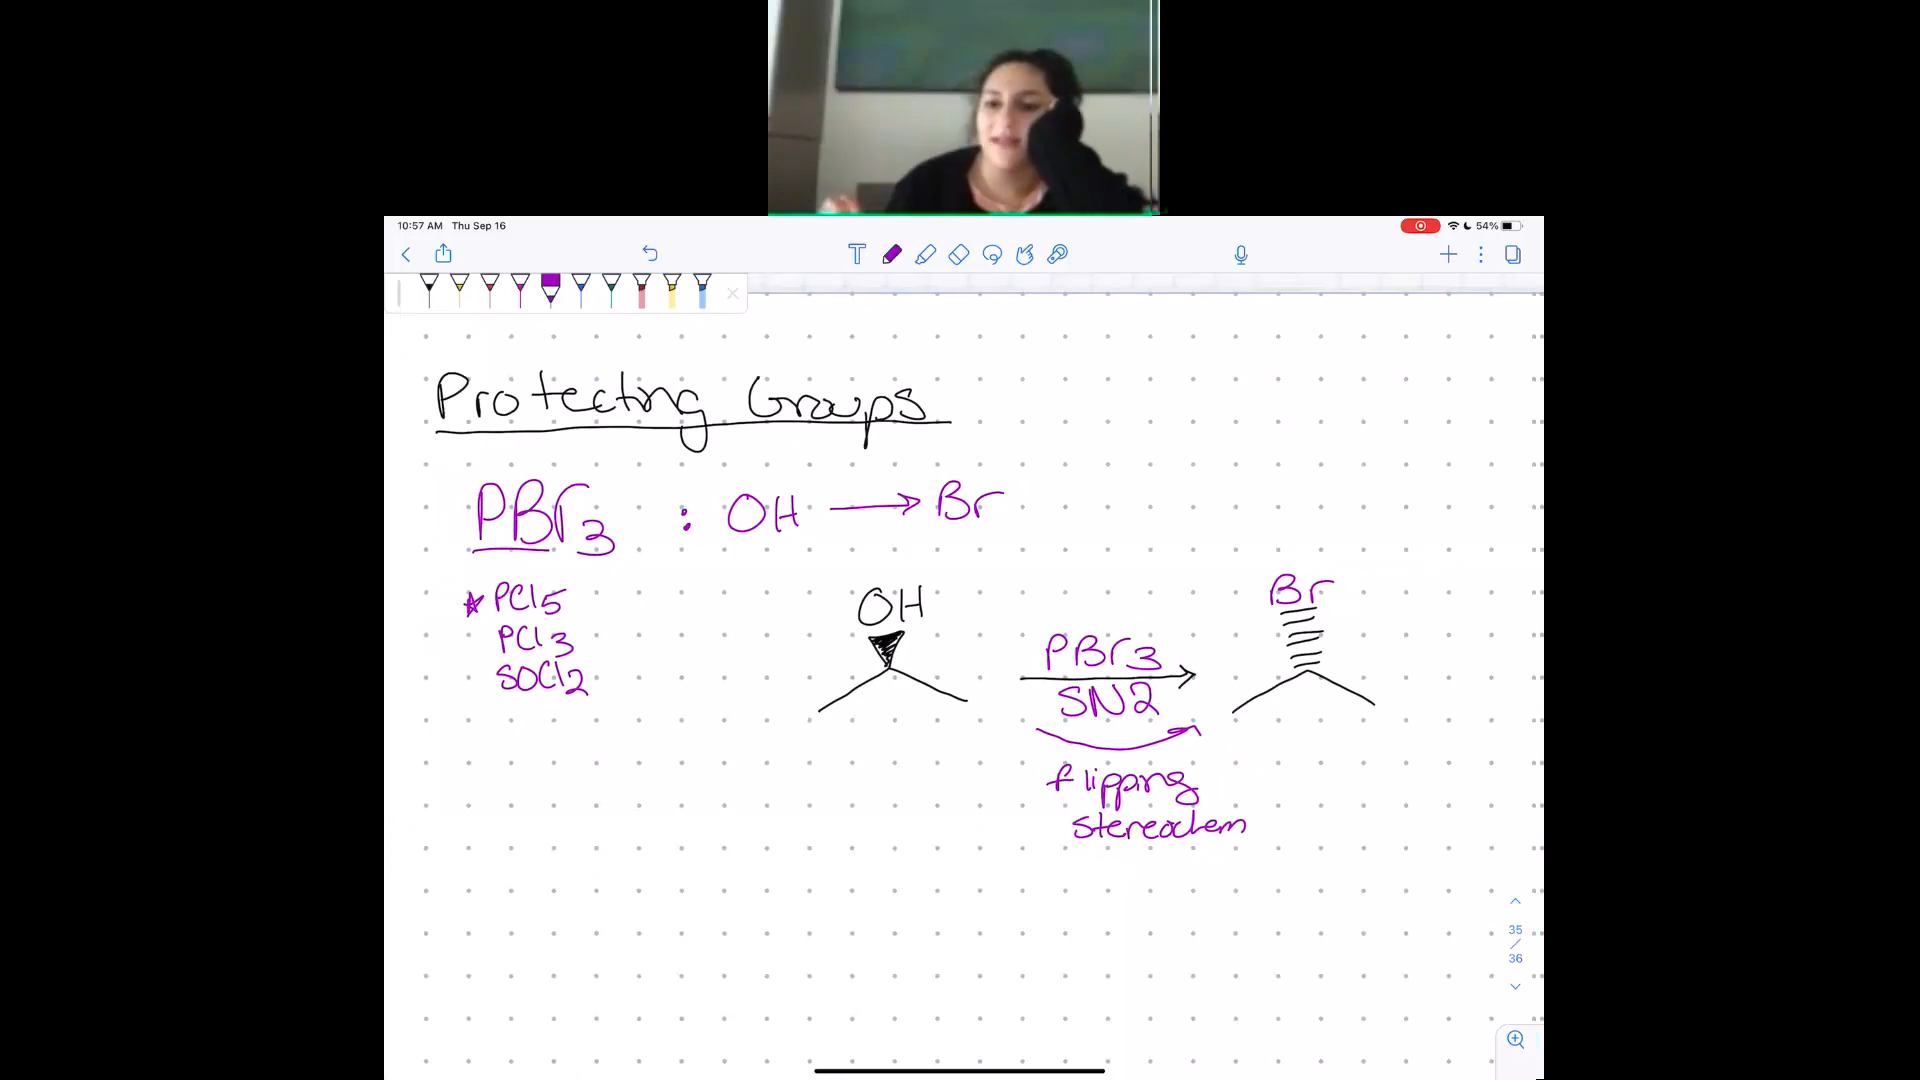 10:57 AM Thu Sep 16
54%
T
Protecting Groups
PBr3 : OH → Br
PCl5
PCl3
SOCl2
OH
PBr3
SN2
flipping
stereochem
Br
35
/
36